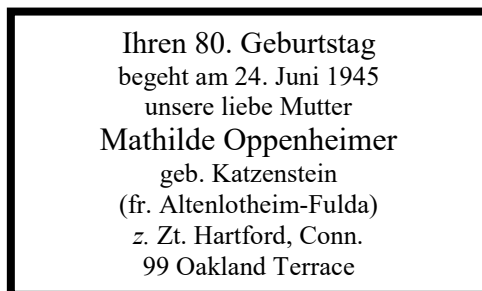 Ihren 80. Geburtstag
begeht am 24. Juni 1945
unsere liebe Mutter
Mathilde Oppenheimer
geb. Katzenstein
(fr. Altenlotheim-Fulda)
z. Zt. Hartford, Conn.
99 Oakland Terrace